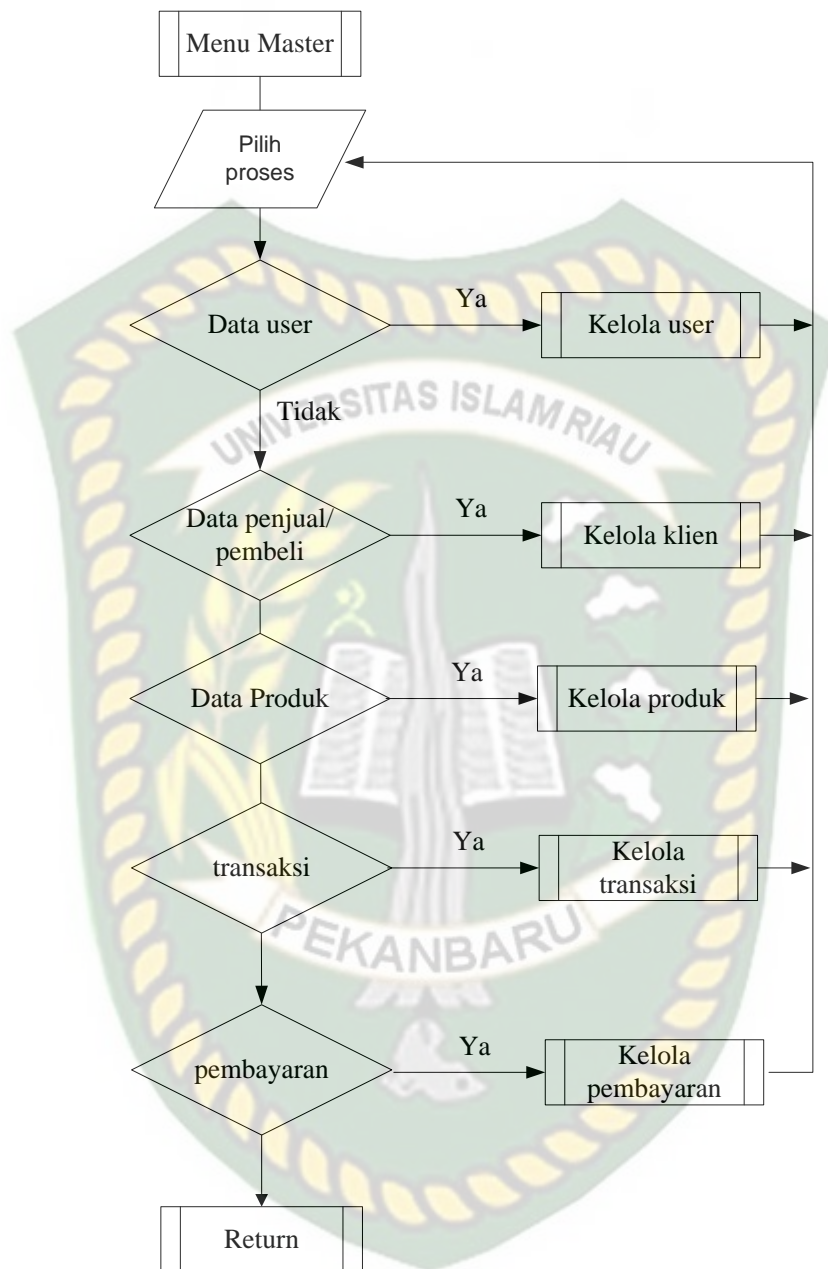 Menu Master
Pilih
proses
Data user
Ya
Kelola user
Tidak
UNIVERSITAS ISLAM RIAU
Data penjual/
pembeli
Ya
Kelola klien
Data Produk
Ya
Kelola produk
transaksi
Ya
Kelola
transaksi
PEKANBARU
pembayaran
Ya
Kelola
pembayaran
Return